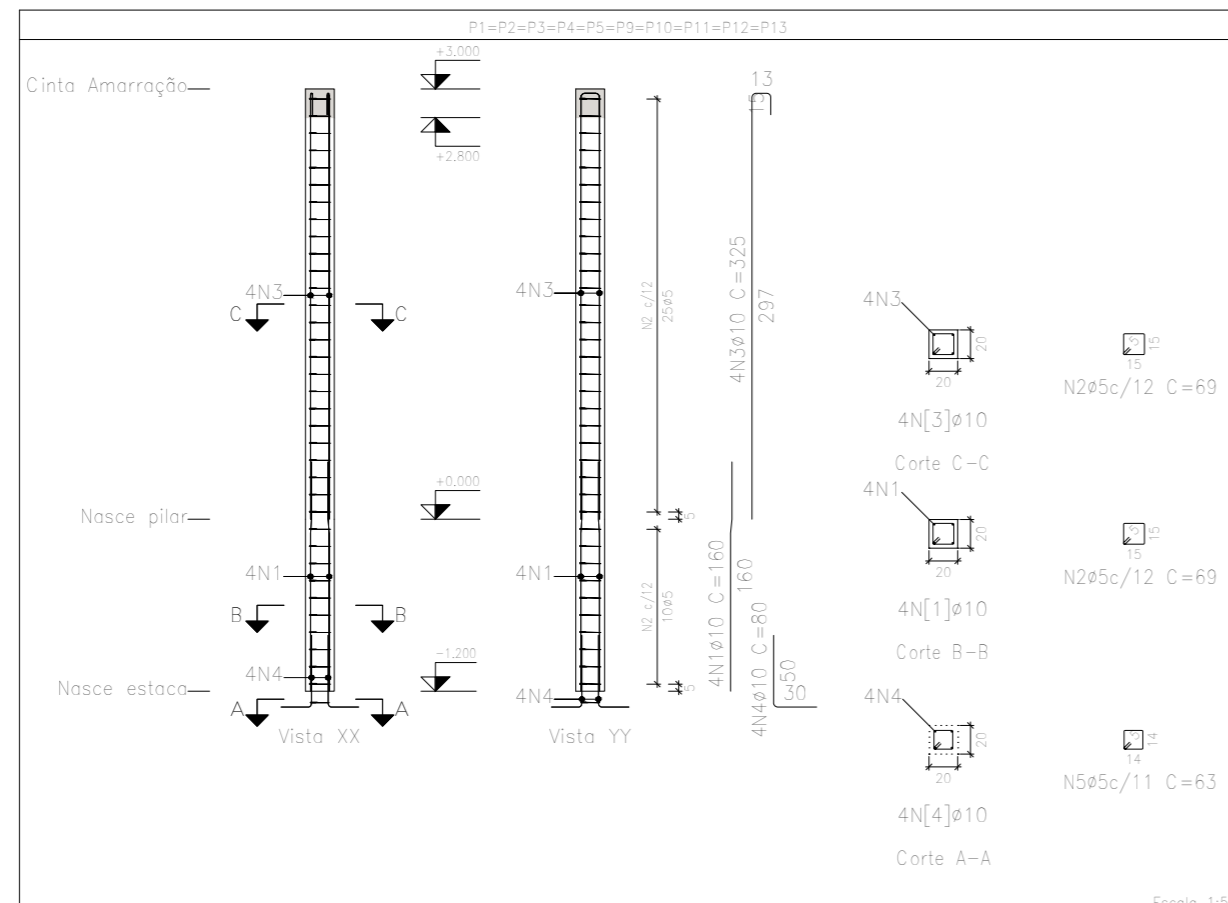 P1=P2=P3=P4=P5=P9=P10=P11=P12=P13
Cinta Amarração
+3.000
+2.800
13
15
4N3
C
C
4N3
N2 c/12
25ø5
4N3ø10 C=325
297
4N3
20
20
4N[3]ø10
Corte C-C
5
15
15
N2ø5c/12 C=69
Nasce pilar
+0.000
5
4N1
B
B
4N1
N2 c/12
10ø5
4N1ø10 C=160
160
4N1
20
20
4N[1]ø10
Corte B-B
5
15
15
N2ø5c/12 C=69
Nasce estaca
-1.200
5
4N4
A
A
4N4
4N4ø10 C=80
50
30
4N4
20
20
4N[4]ø10
Corte A-A
5
14
14
N5ø5c/11 C=63
Vista XX
Vista YY